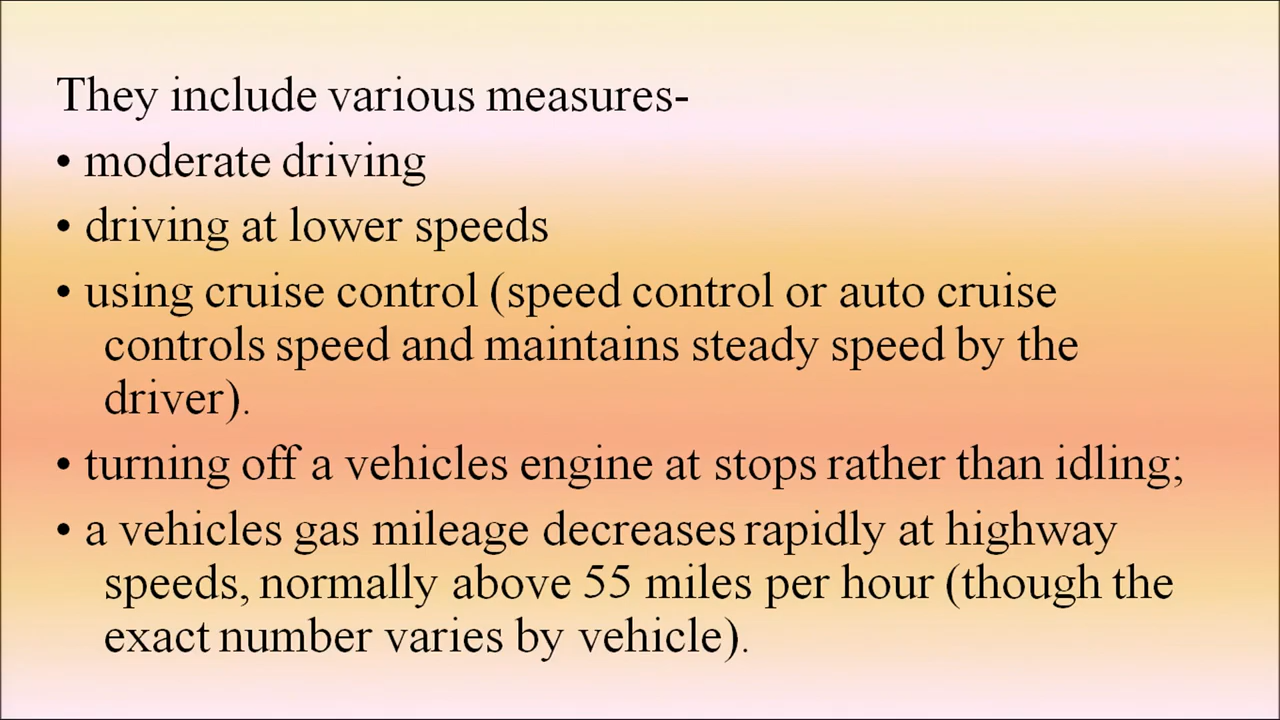 They include various measures-
• moderate driving
• driving at lower speeds
• using cruise control (speed control or auto cruise
controls speed and maintains steady speed by the
driver).
• turning off a vehicles engine at stops rather than idling;
• a vehicles gas mileage decreases rapidly at highway
speeds, normally above 55 miles per hour (though the
exact number varies by vehicle).